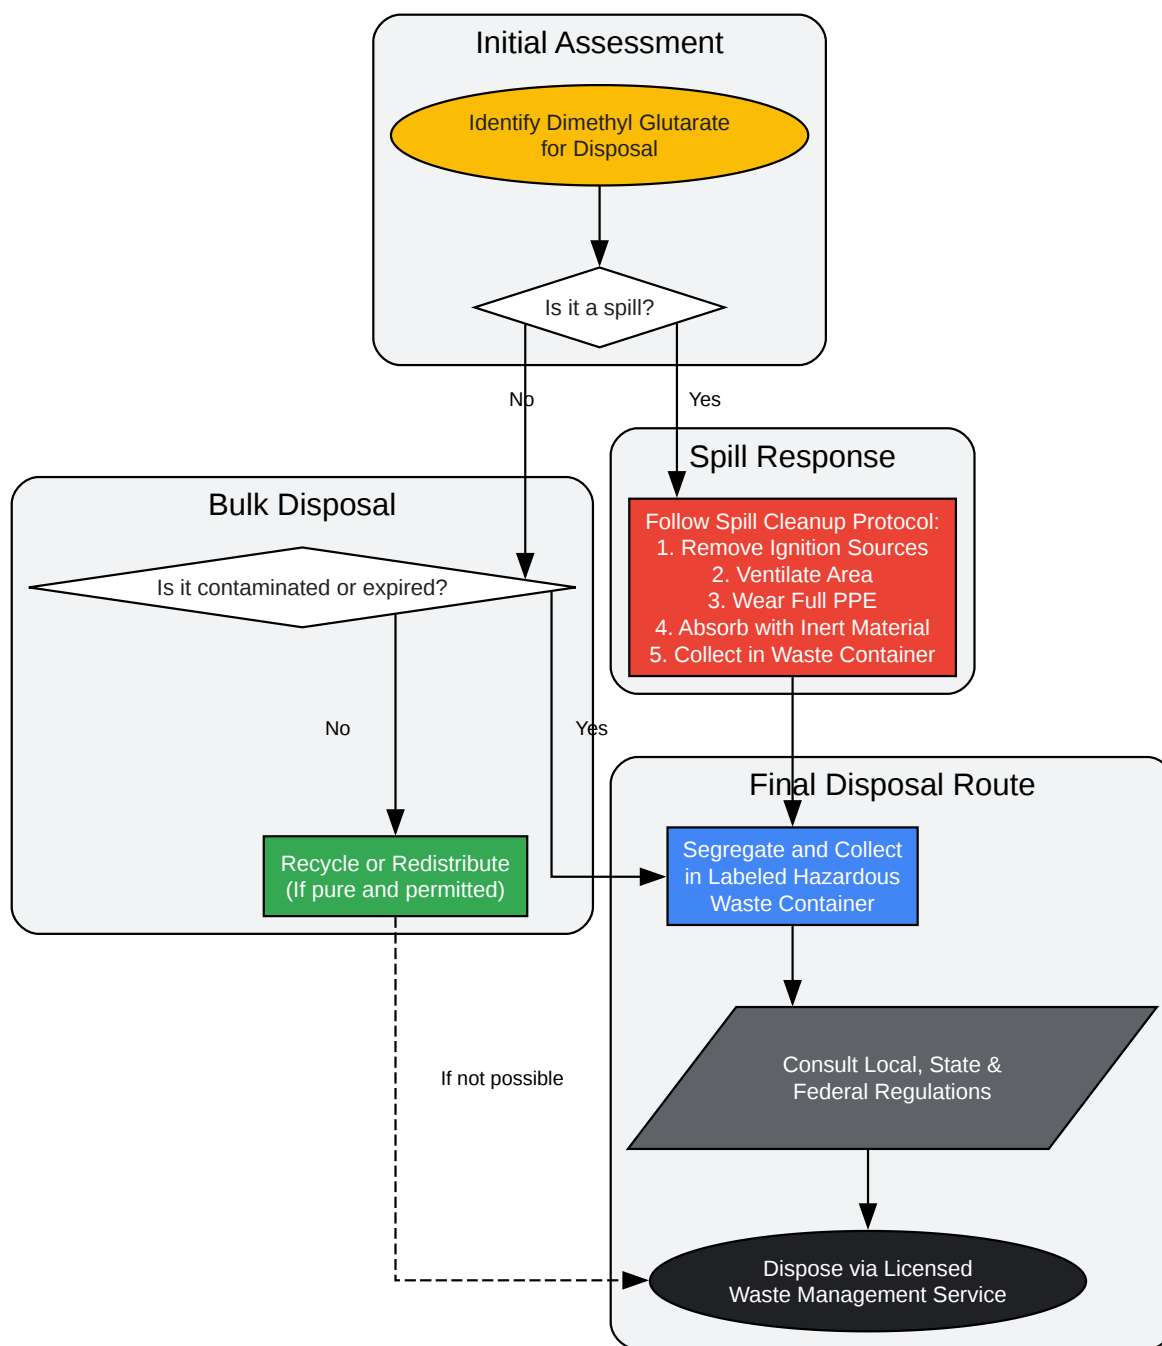 Initial Assessment
Identify Dimethyl Glutarate
for Disposal
Is it a spill?
No
Yes
Spill Response
Follow Spill Cleanup Protocol:
1. Remove Ignition Sources
2. Ventilate Area
3. Wear Full PPE
4. Absorb with Inert Material
5. Collect in Waste Container
Bulk Disposal
Is it contaminated or expired?
No
Yes
Recycle or Redistribute
(If pure and permitted)
Final Disposal Route
Segregate and Collect
in Labeled Hazardous
Waste Container
Consult Local, State &
Federal Regulations
If not possible
Dispose via Licensed
Waste Management Service